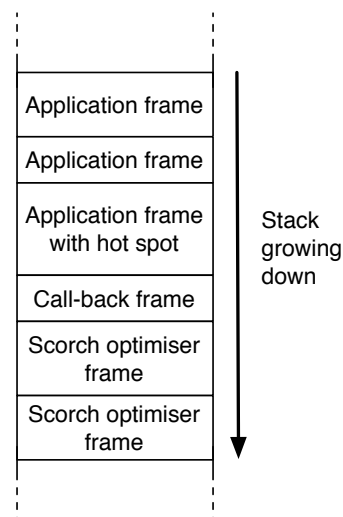 Application frame
Application frame
Application frame
with hot spot
Call-back frame
Scorch optimiser
frame
Scorch optimiser
frame
Stack
growing
down